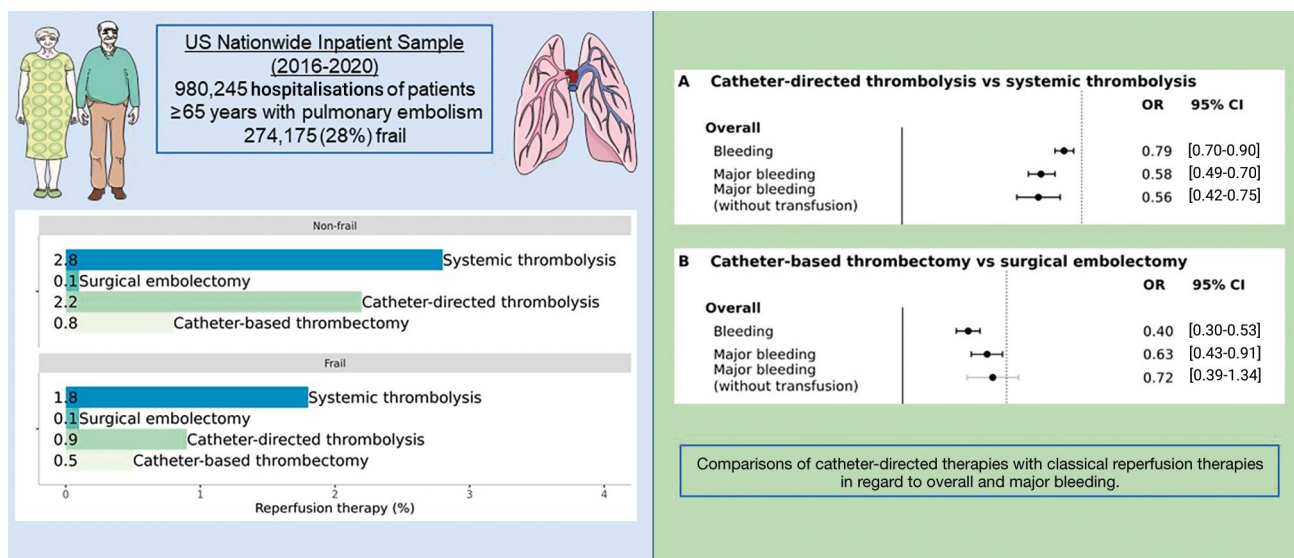 US Nationwide Inpatient Sample
(2016-2020)
980,245 hospitalisations of patients
≥65 years with pulmonary embolism
274,175 (28%) frail
Non-frail
2.8 Systemic thrombolysis
0.1 Surgical embolectomy
2.2 Catheter-directed thrombolysis
0.8 Catheter-based thrombectomy
Frail
1.8 Systemic thrombolysis
0.1 Surgical embolectomy
0.9 Catheter-directed thrombolysis
0.5 Catheter-based thrombectomy
0 1 2 3 4
Reperfusion therapy (%)
A Catheter-directed thrombolysis vs systemic thrombolysis
OR 95% CI
Overall
Bleeding 0.79 [0.70-0.90]
Major bleeding 0.58 [0.49-0.70]
Major bleeding
(without transfusion) 0.56 [0.42-0.75]
B Catheter-based thrombectomy vs surgical embolectomy
OR 95% CI
Overall
Bleeding 0.40 [0.30-0.53]
Major bleeding 0.63 [0.43-0.91]
Major bleeding
(without transfusion) 0.72 [0.39-1.34]
Comparisons of catheter-directed therapies with classical reperfusion therapies
in regard to overall and major bleeding.